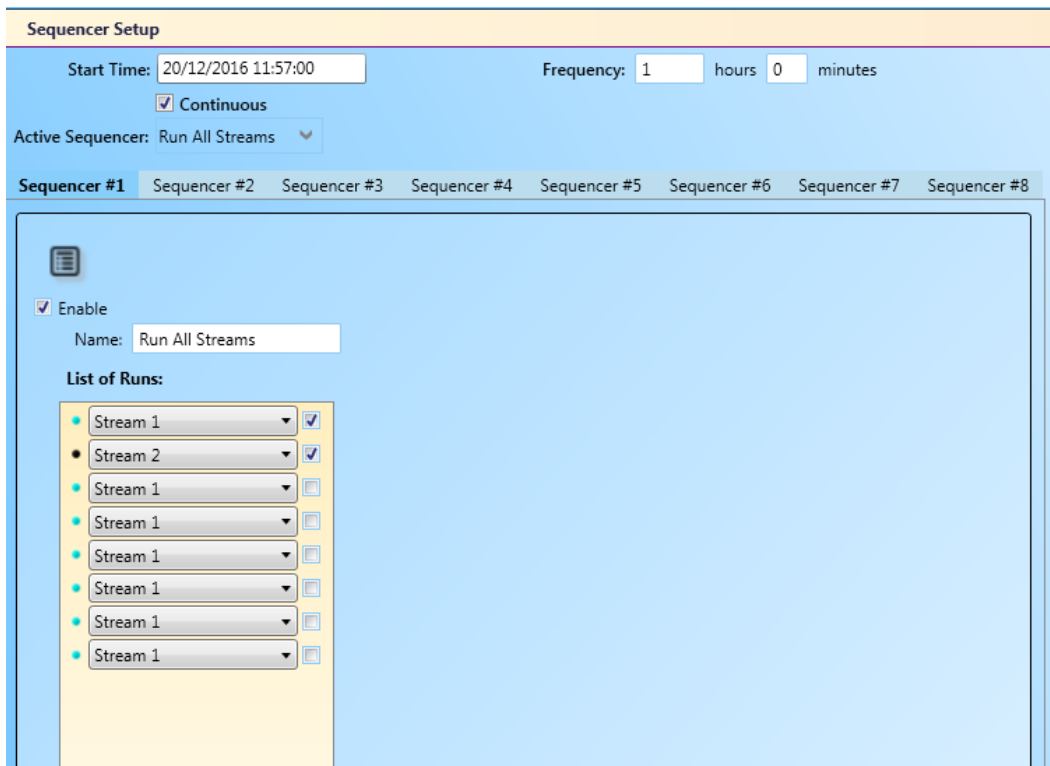 Sequencer Setup
Start Time: 20/12/2016 11:57:00 Frequency: 1 hours 0 minutes
Continuous
Active Sequencer: Run All Streams
Sequencer #1 Sequencer #2 Sequencer #3 Sequencer #4 Sequencer #5 Sequencer #6 Sequencer #7 Sequencer #8
Enable
Name: Run All Streams
List of Runs:
Stream 1
Stream 2
Stream 1
Stream 1
Stream 1
Stream 1
Stream 1
Stream 1